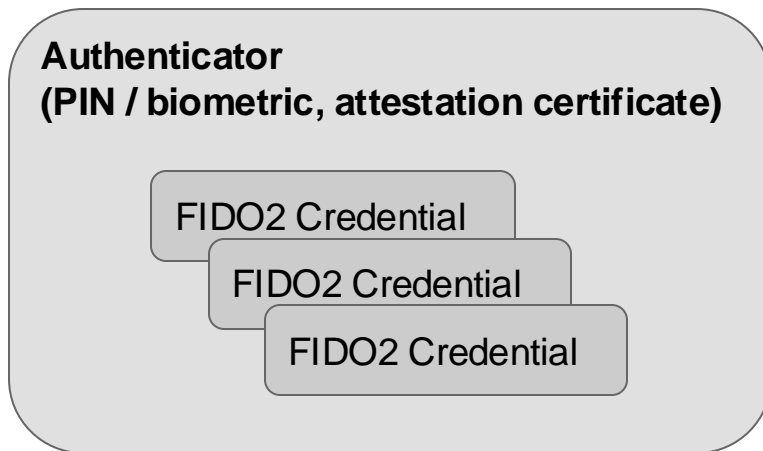 Authenticator
(PIN / biometric, attestation certificate)
FIDO2 Credential
FIDO2 Credential
FIDO2 Credential